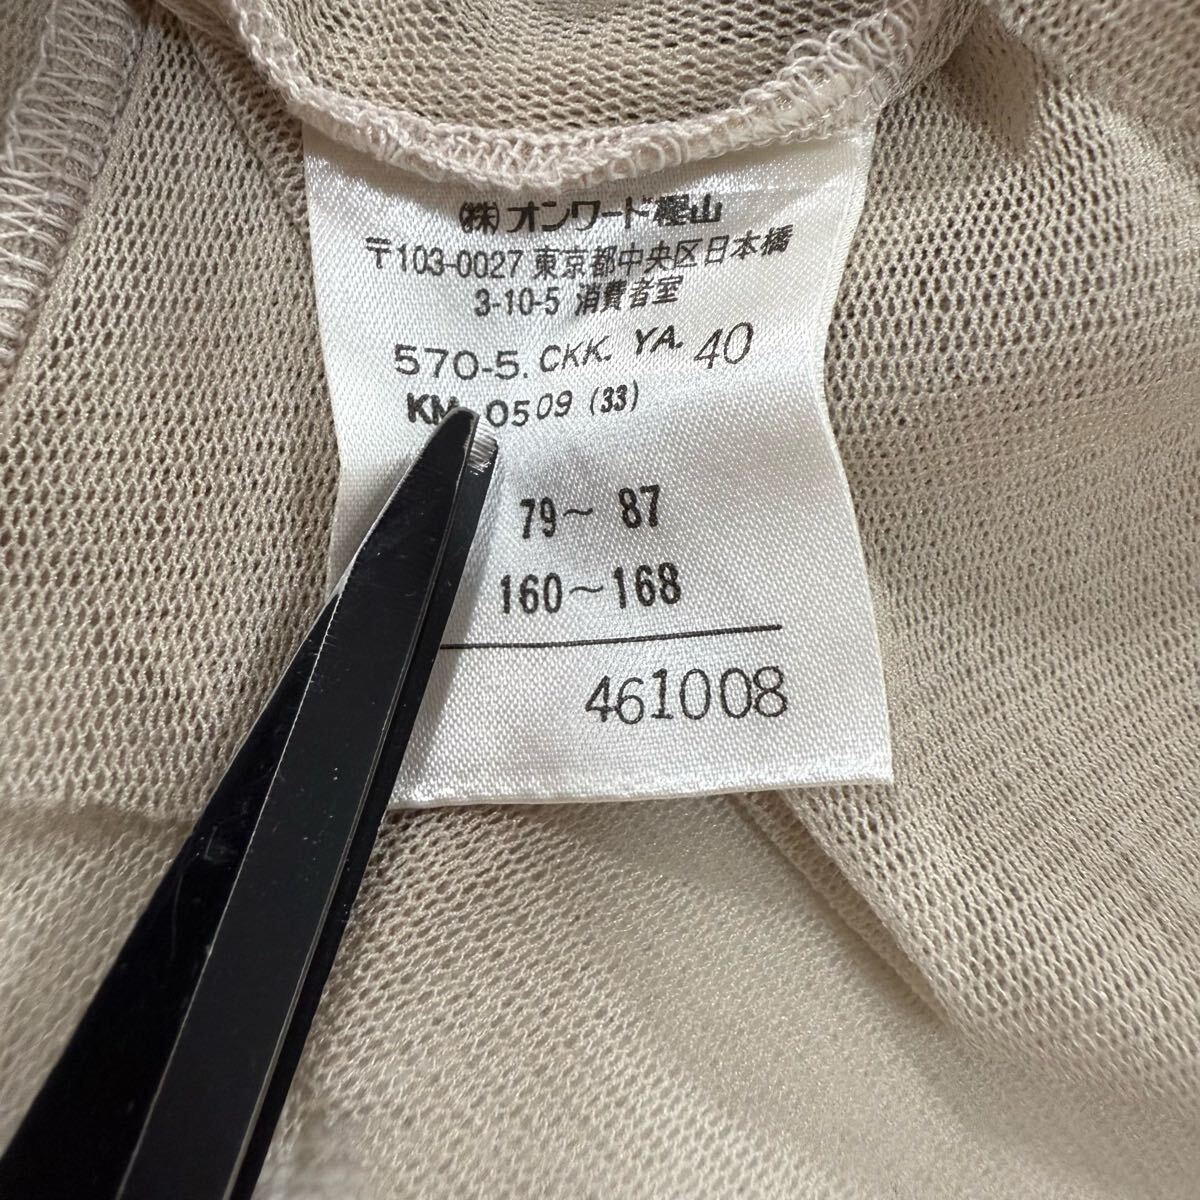 (株)オンワード樫山
〒103-0027 東京都中央区日本橋
3-10-5 消費者室
570-5. CKK. YA. 40
KM 0509 (33)
79～ 87
160～168
461008